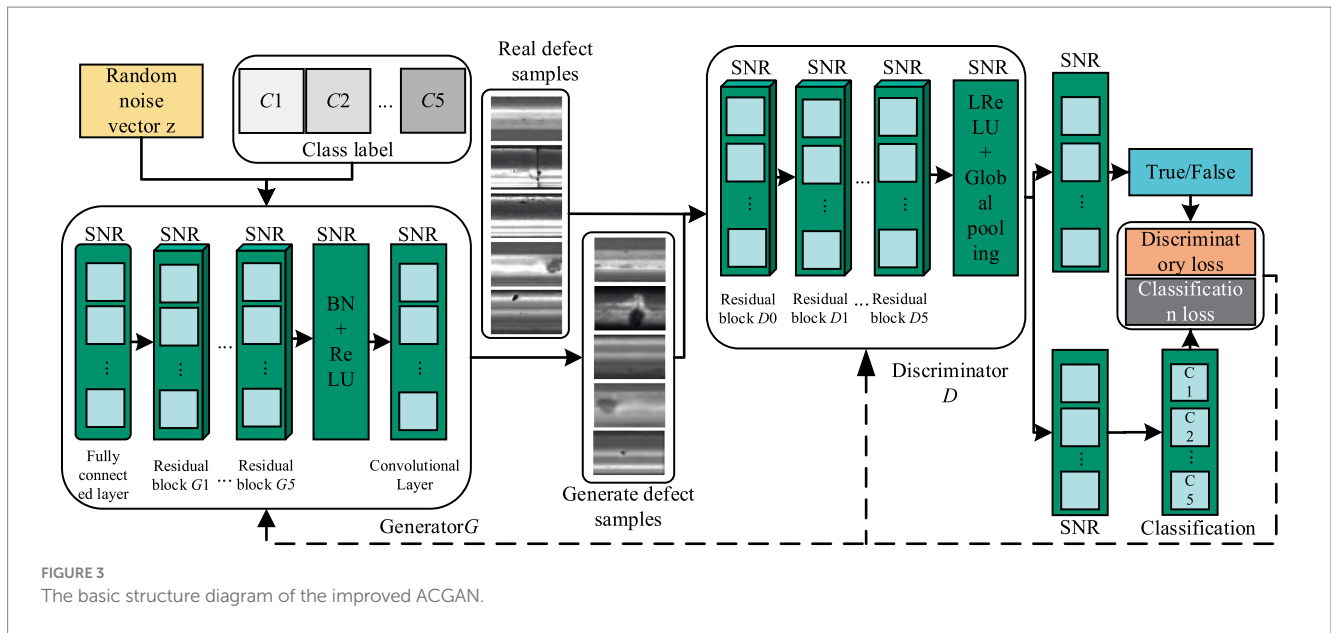 Random
noise
vector z
C1
C2
...
C5
Class label
SNR
SNR
SNR
SNR
SNR
...
BN
+
Re
LU
Fully
connect
ed layer
Residual
block G1
...
Residual
block G5
Convolutional
Layer
GeneratorG
Real defect
samples
Generate defect
samples
SNR
SNR
SNR
SNR
...
LRe
LU
+
Glob
al
pool
ing
Residual
block D0
Residual
block D1
...
Residual
block D5
Discriminator
D
SNR
True/False
Discriminat
ory loss
Classificatio
n loss
SNR
C
1
C
2
C
5
Classification
FIGURE 3
The basic structure diagram of the improved ACGAN.